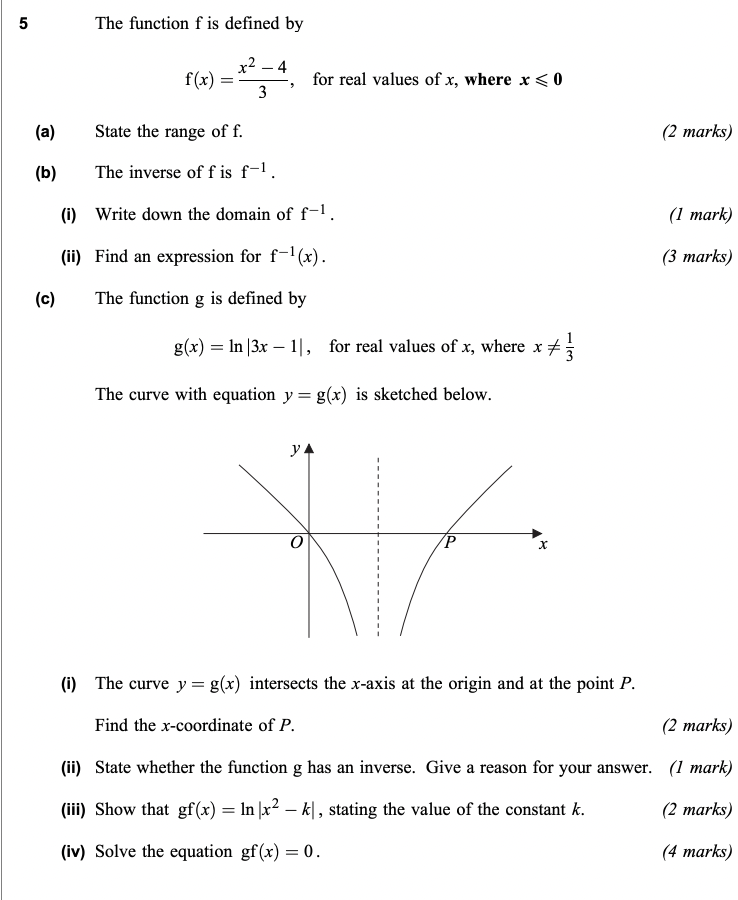 5 The function f is defined by
f(x) = \frac{x^2 - 4}{3}, for real values of x, where x ⩽ 0
(a) State the range of f. (2 marks)
(b) The inverse of f is f^{-1}.
(i) Write down the domain of f^{-1}. (1 mark)
(ii) Find an expression for f^{-1}(x). (3 marks)
(c) The function g is defined by
g(x) = ln|3x − 1|, for real values of x, where x ≠ \frac{1}{3}
The curve with equation y = g(x) is sketched below.
y
O P x
(i) The curve y = g(x) intersects the x-axis at the origin and at the point P.
Find the x-coordinate of P. (2 marks)
(ii) State whether the function g has an inverse. Give a reason for your answer. (1 mark)
(iii) Show that gf(x) = ln|x^2 − k|, stating the value of the constant k. (2 marks)
(iv) Solve the equation gf(x) = 0. (4 marks)